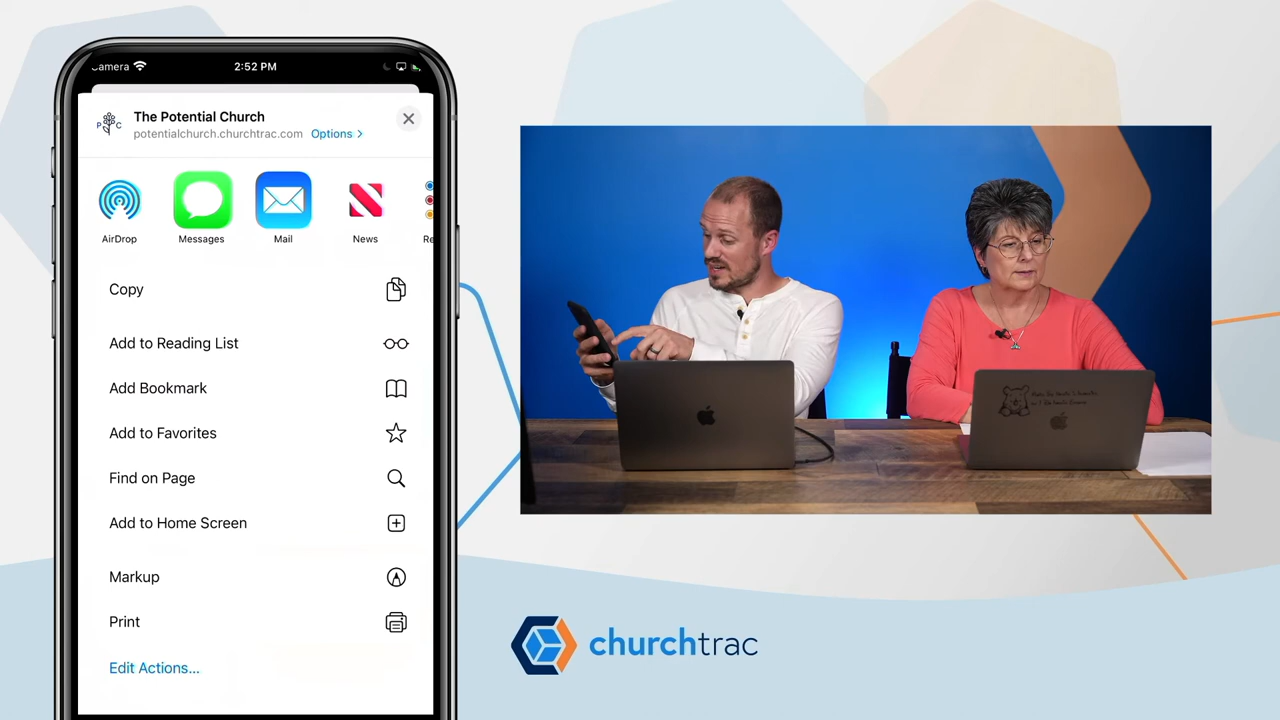 2:52 PM
The Potential Church
potentialchurch.churchtrac.com Options >
AirDrop
Messages
Mail
News
Copy
Add to Reading List
Add Bookmark
Add to Favorites
Find on Page
Add to Home Screen
Markup
Print
Edit Actions...
churchtrac